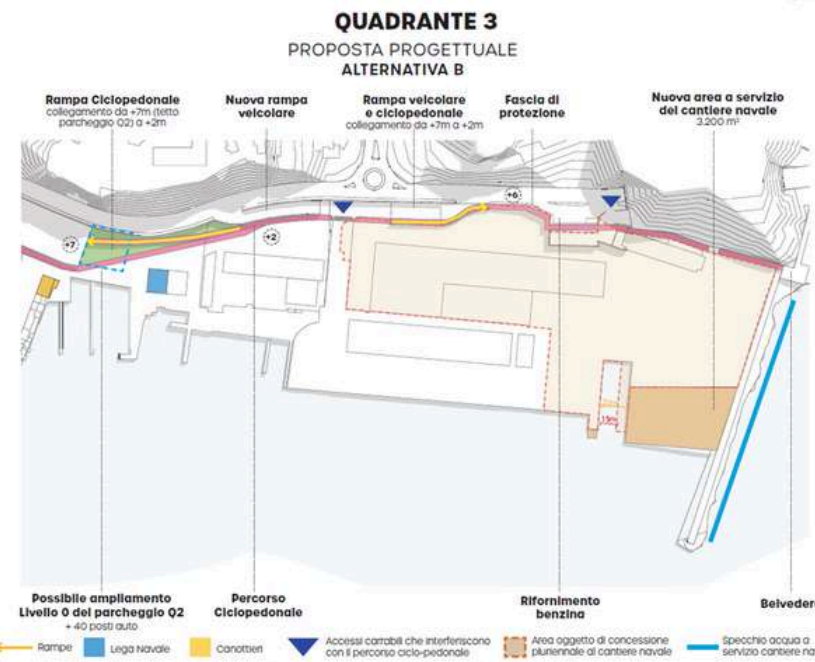 QUADRANTE 3
PROPOSTA PROGETTUALE
ALTERNATIVA B
Rampa Ciclopedonale
collegamento da +7m (tetto
parcheggio Q2) a +2m
Nuova rampa
veicolare
Rampa veicolare
e ciclopedonale
collegamento da +7m a +2m
Fascia di
protezione
Nuova area a servizio
del cantiere navale
3.200 m²
+6
+7
+2
15m
Possibile ampliamento
Livello 0 del parcheggio Q2
+ 40 posti auto
Percorso
Ciclopedonale
Rifornimento
benzina
Belvedere
Rampe
Lega Navale
Canottieri
Accessi carrabili che interferiscono
con il percorso ciclo-pedonale
Area oggetto di concessione
pluriennale al cantiere navale
Specchio acqua a
servizio cantiere na